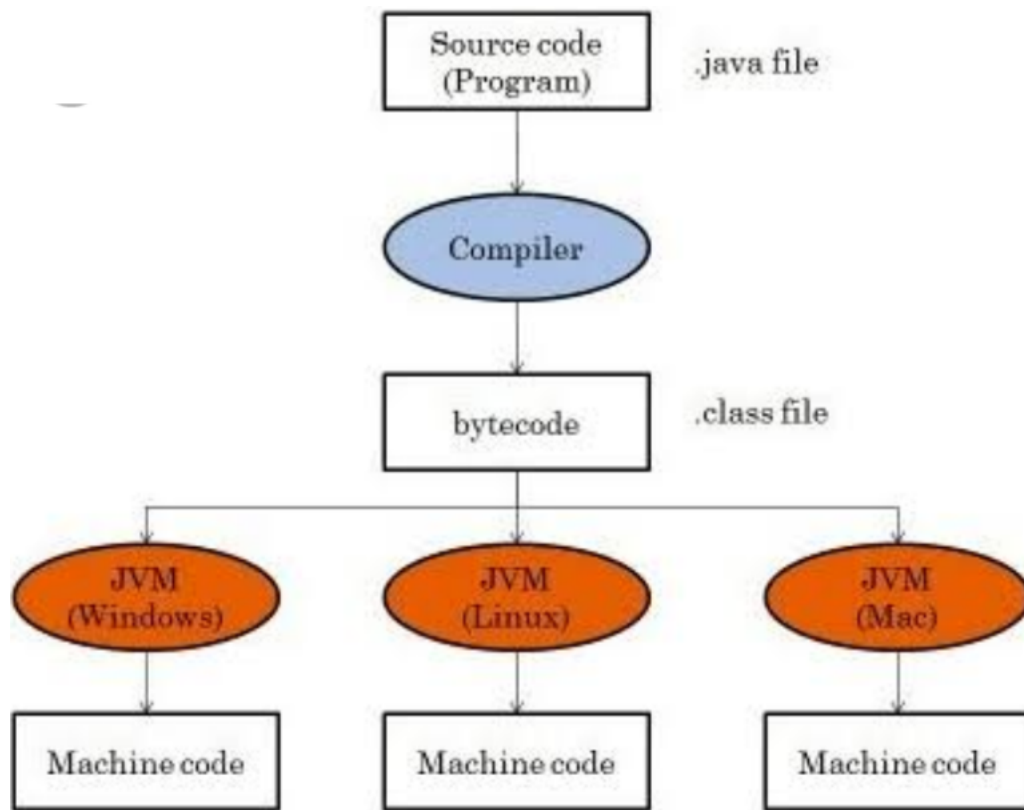 Source code
(Program)
.java file
Compiler
bytecode
.class file
JVM
(Windows)
JVM
(Linux)
JVM
(Mac)
Machine code
Machine code
Machine code